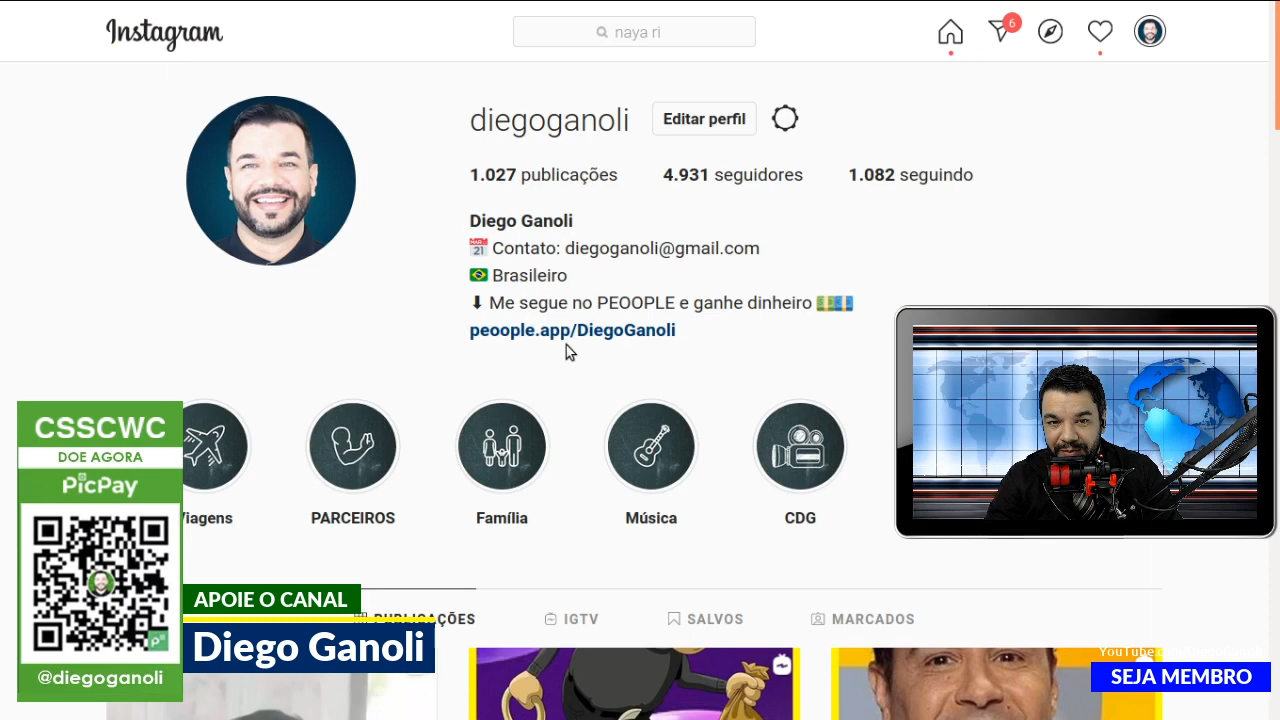 Instagram
naya ri
6
diegoganoli
Editar perfil
1.027 publicações 4.931 seguidores 1.082 seguindo
Diego Ganoli
Contato: diegoganoli@gmail.com
Brasileiro
⬇ Me segue no PEOOPLE e ganhe dinheiro
peoople.app/DiegoGanoli
Viagens
PARCEIROS
Família
Música
CDG
CSSCWC
DOE AGORA
PicPay
@diegoganoli
APOIE O CANAL
Diego Ganoli
PUBLICAÇÕES
IGTV
SALVOS
MARCADOS
SEJA MEMBRO